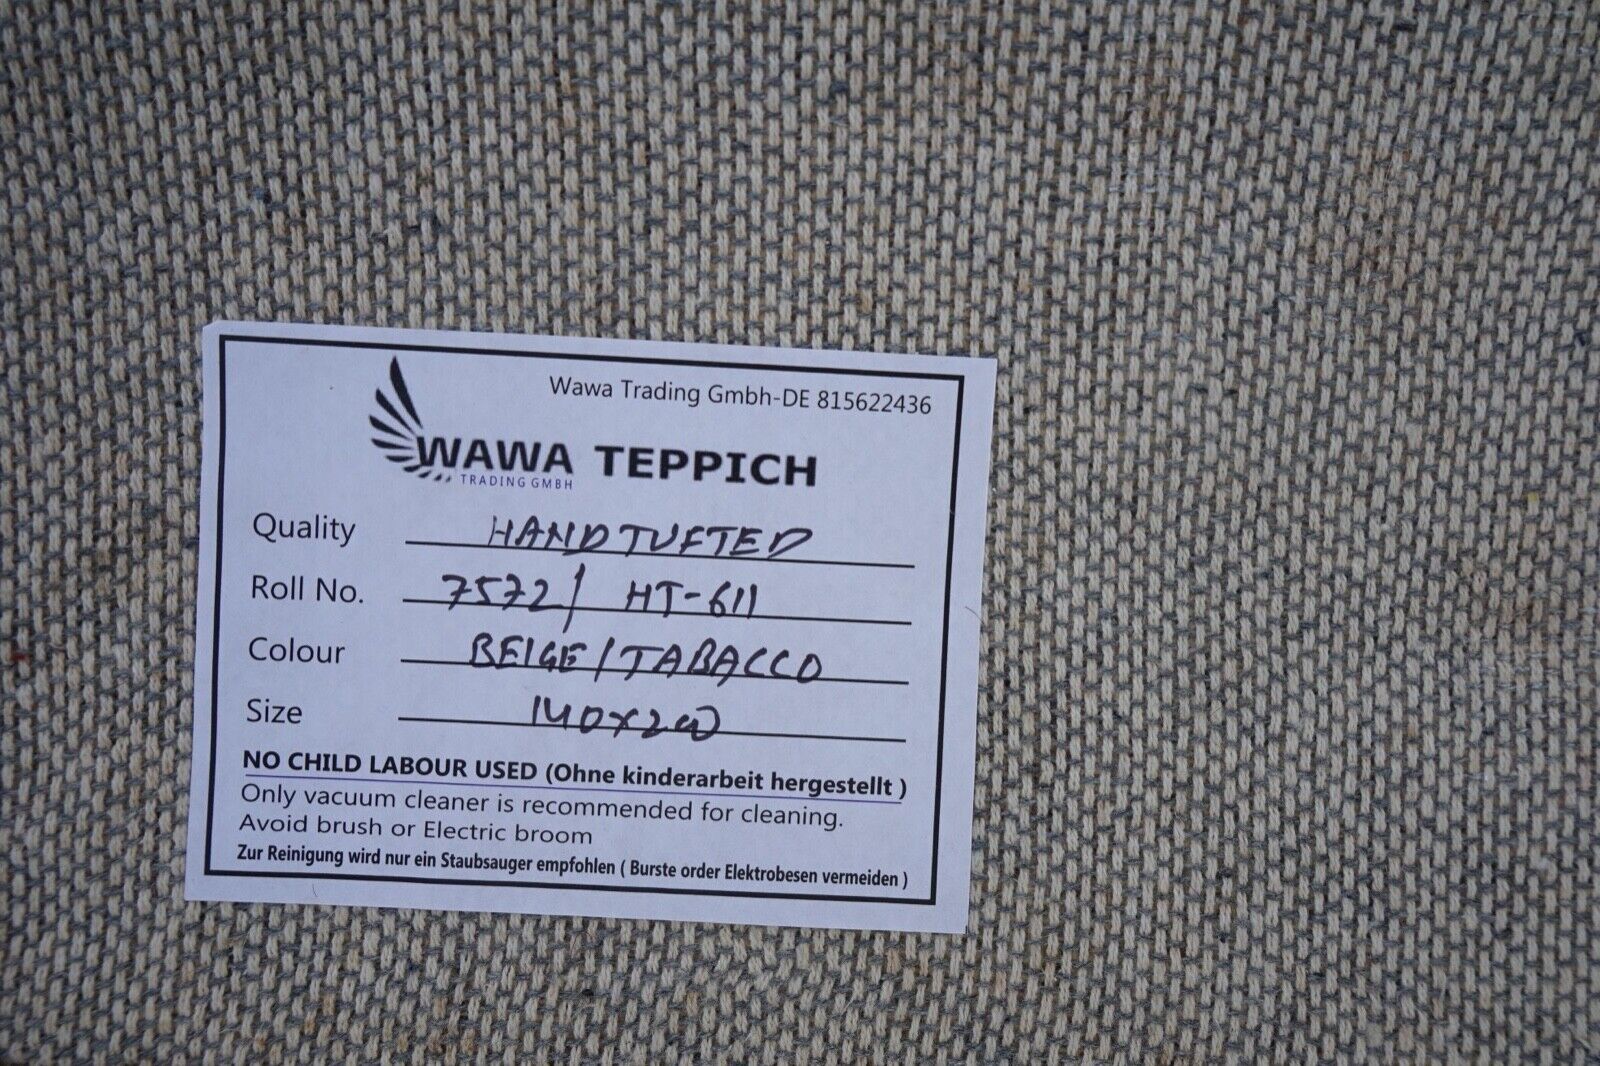 Wawa Trading Gmbh-DE 815622436
WAWA TEPPICH
TRADING GMBH
Quality HANDTUFTED
Roll No. 7572/ HT-611
Colour BEIGE/TABACCO
Size 140x200
NO CHILD LABOUR USED (Ohne kinderarbeit hergestellt )
Only vacuum cleaner is recommended for cleaning.
Avoid brush or Electric broom
Zur Reinigung wird nur ein Staubsauger empfohlen ( Burste order Elektrobesen vermeiden )